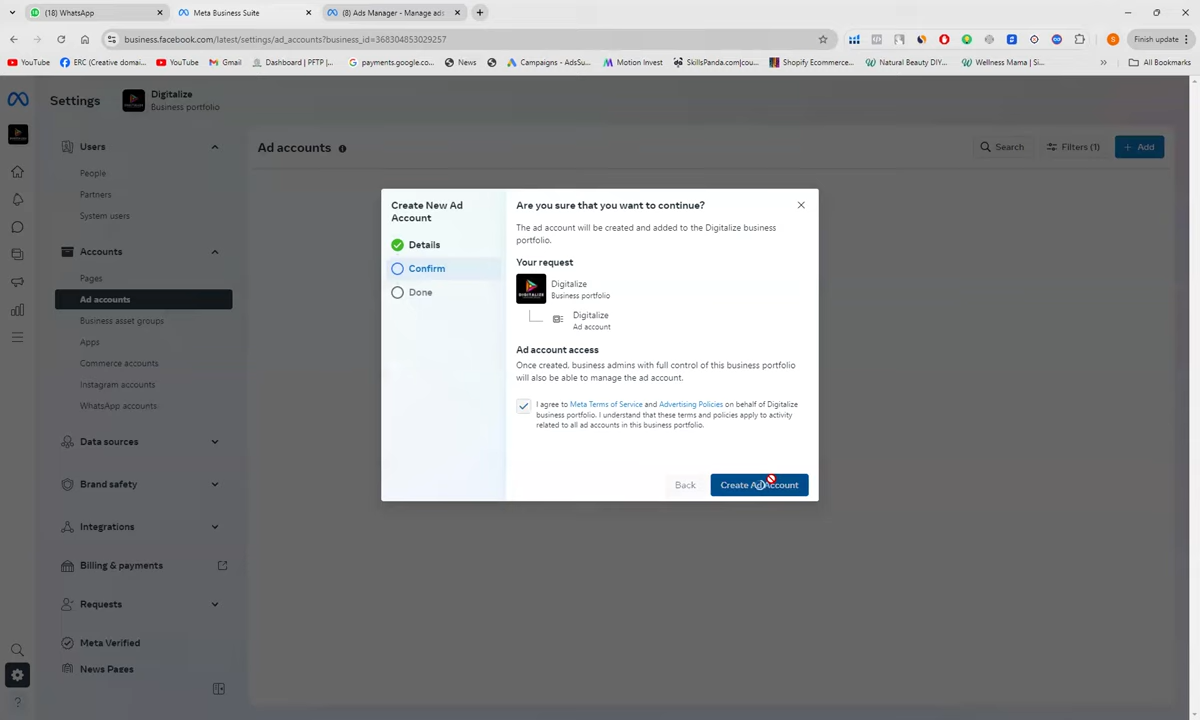 (18) WhatsApp
Meta Business Suite
(8) Ads Manager - Manage ads
business.facebook.com/latest/settings/ad_accounts?business_id=368304853029257
Finish update
YouTube
ERC (Creative domai...
YouTube
Gmail
Dashboard | PFTP |...
payments.google.co...
News
Campaigns - AdsSu...
Motion Invest
SkillsPanda.com|cou...
Shopify Ecommerce...
Natural Beauty DIY...
Wellness Mama | Si...
All Bookmarks
Settings
Digitalize
Business portfolio
Users
People
Partners
System users
Accounts
Pages
Ad accounts
Business asset groups
Apps
Commerce accounts
Instagram accounts
WhatsApp accounts
Data sources
Brand safety
Integrations
Billing & payments
Requests
Meta Verified
News Pages
Ad accounts
Search
Filters (1)
+ Add
Create New Ad
Account
Details
Confirm
Done
Are you sure that you want to continue?
The ad account will be created and added to the Digitalize business
portfolio.
Your request
Digitalize
Business portfolio
Digitalize
Ad account
Ad account access
Once created, business admins with full control of this business portfolio
will also be able to manage the ad account.
I agree to Meta Terms of Service and Advertising Policies on behalf of Digitalize
business portfolio. I understand that these terms and policies apply to activity
related to all ad accounts in this business portfolio.
Back
Create Ad Account